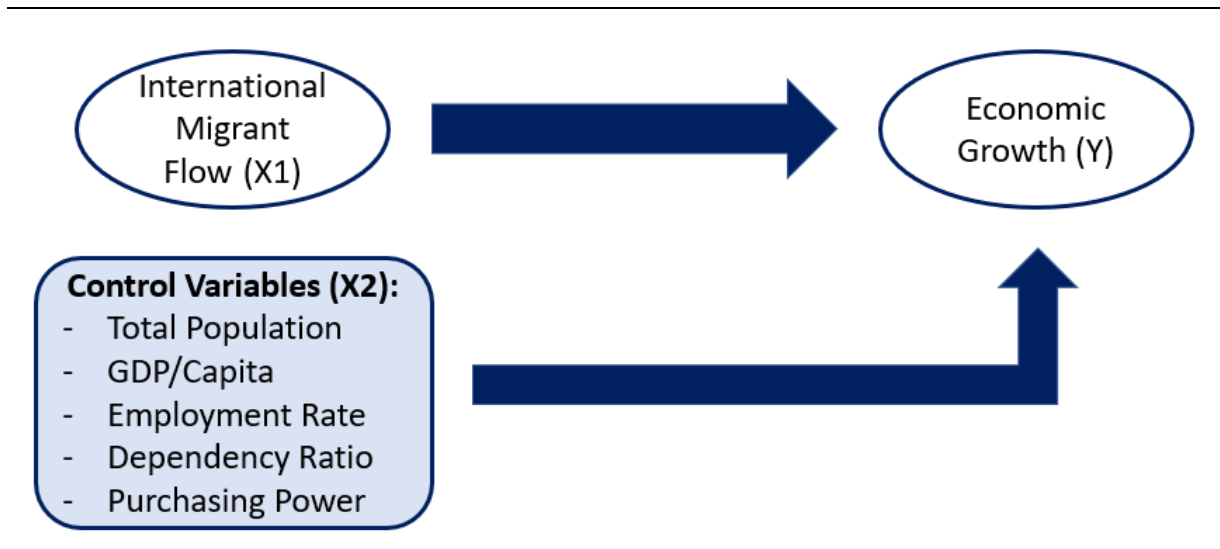 International
Migrant
Flow (X1)
Economic
Growth (Y)
Control Variables (X2):
- Total Population
- GDP/Capita
- Employment Rate
- Dependency Ratio
- Purchasing Power